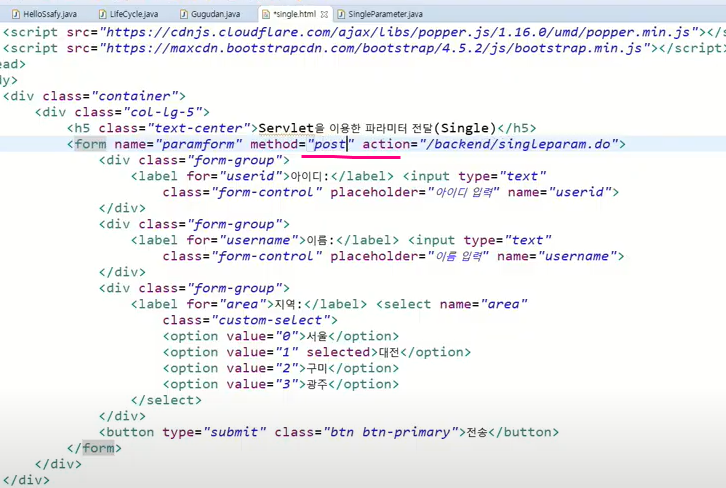 HelloSsafy.java LifeCycle.java Gugudan.java *single.html SingleParameter.java
<script src="https://cdnjs.cloudflare.com/ajax/libs/popper.js/1.16.0/umd/popper.min.js"></s
<script src="https://maxcdn.bootstrapcdn.com/bootstrap/4.5.2/js/bootstrap.min.js"></script>
ead>
dy>
<div class="container">
<div class="col-lg-5">
<h5 class="text-center">Servlet을 이용한 파라미터 전달(Single)</h5>
<form name="paramform" method="post" action="/backend/singleparam.do">
<div class="form-group">
<label for="userid">아이디:</label> <input type="text"
class="form-control" placeholder="아이디 입력" name="userid">
</div>
<div class="form-group">
<label for="username">이름:</label> <input type="text"
class="form-control" placeholder="이름 입력" name="username">
</div>
<div class="form-group">
<label for="area">지역:</label> <select name="area"
class="custom-select">
<option value="0">서울</option>
<option value="1" selected>대전</option>
<option value="2">구미</option>
<option value="3">광주</option>
</select>
</div>
<button type="submit" class="btn btn-primary">전송</button>
</form>
</div>
</div>